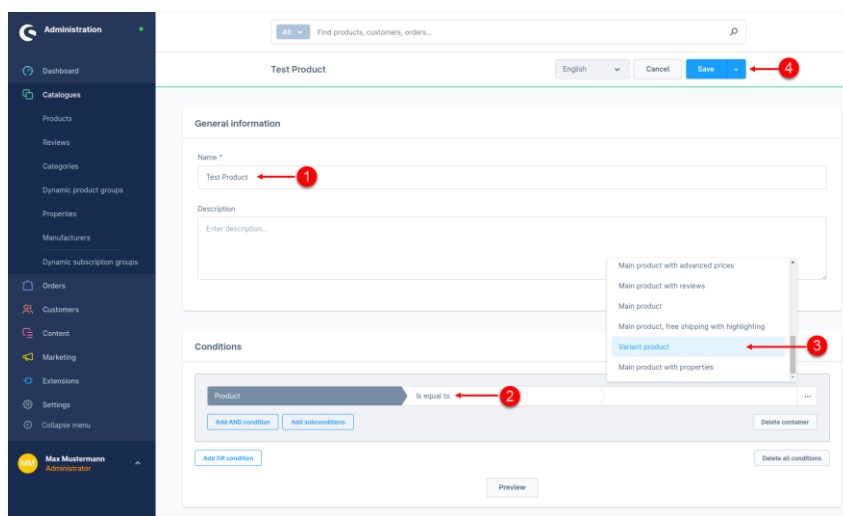 Administration
All
Find products, customers, orders...
Dashboard
Test Product
English
Cancel
Save
4
Catalogues
Products
Reviews
Categories
Dynamic product groups
Properties
Manufacturers
Dynamic subscription groups
Orders
Customers
Content
Marketing
Extensions
Settings
Collapse menu
MM
Max Mustermann
Administrator
General information
Name *
Test Product
1
Description
Enter description...
Main product with advanced prices
Main product with reviews
Main product
Main product, free shipping with highlighting
Variant product
3
Main product with properties
Conditions
Product
Is equal to
2
...
Add AND condition
Add subconditions
Delete container
Add OR condition
Delete all conditions
Preview